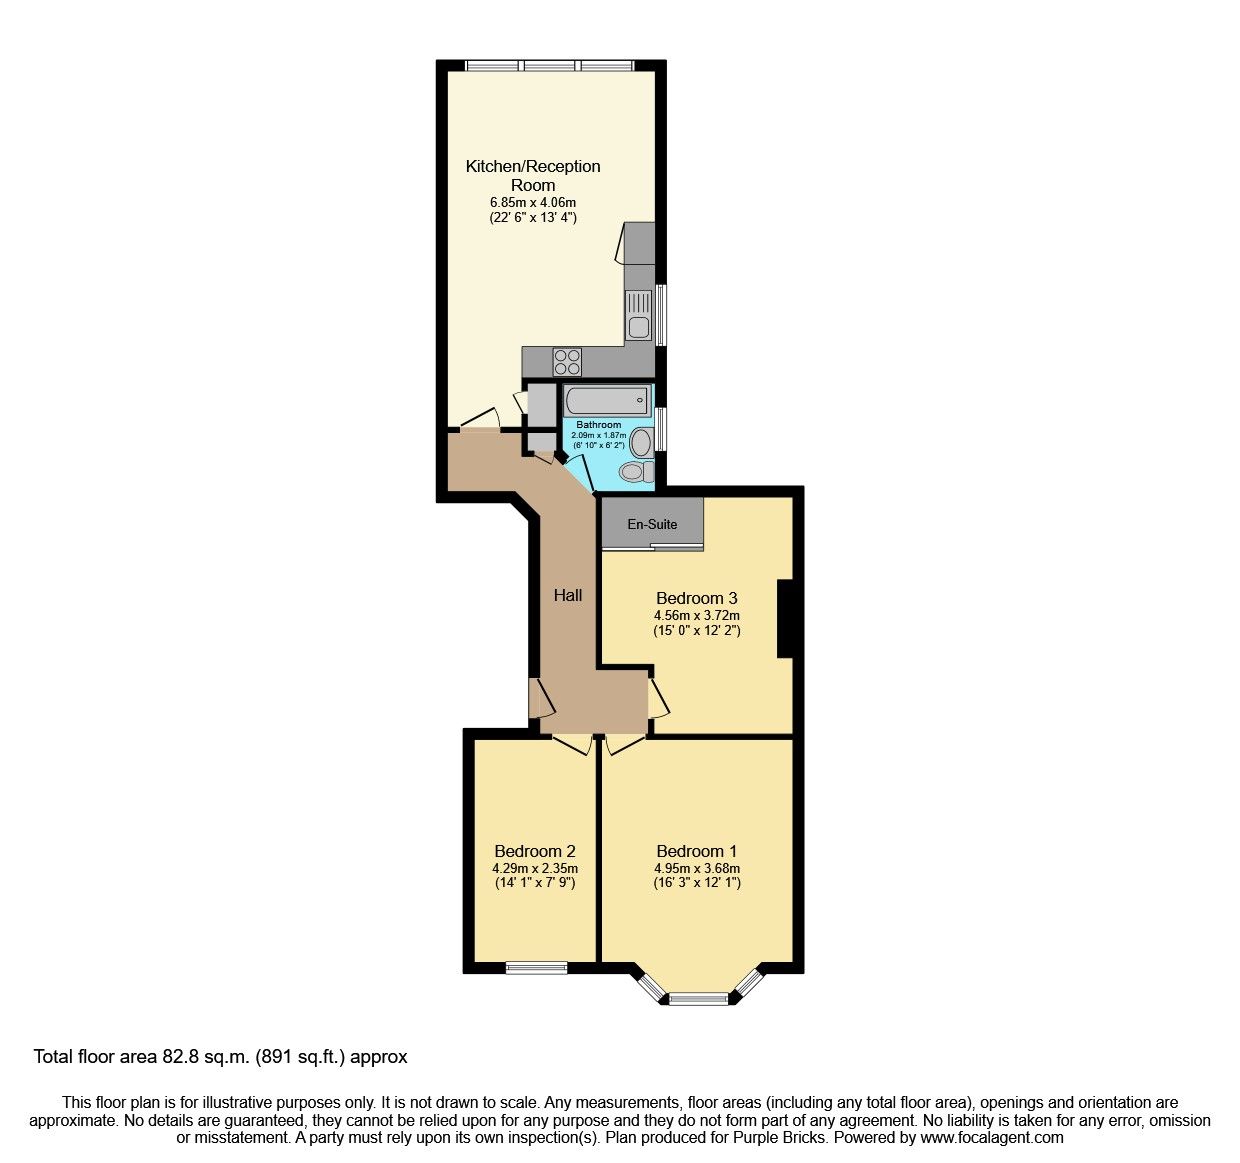 Kitchen/Reception
Room
6.85m x 4.06m
(22' 6" x 13' 4")
Bathroom
2.09m x 1.87m
(6' 10" x 6' 2")
En-Suite
Hall
Bedroom 3
4.56m x 3.72m
(15' 0" x 12' 2")
Bedroom 2
4.29m x 2.35m
(14' 1" x 7' 9")
Bedroom 1
4.95m x 3.68m
(16' 3" x 12' 1")
Total floor area 82.8 sq.m. (891 sq.ft.) approx
This floor plan is for illustrative purposes only. It is not drawn to scale. Any measurements, floor areas (including any total floor area), openings and orientation are
approximate. No details are guaranteed, they cannot be relied upon for any purpose and they do not form part of any agreement. No liability is taken for any error, omission
or misstatement. A party must rely upon its own inspection(s). Plan produced for Purple Bricks. Powered by www.focalagent.com